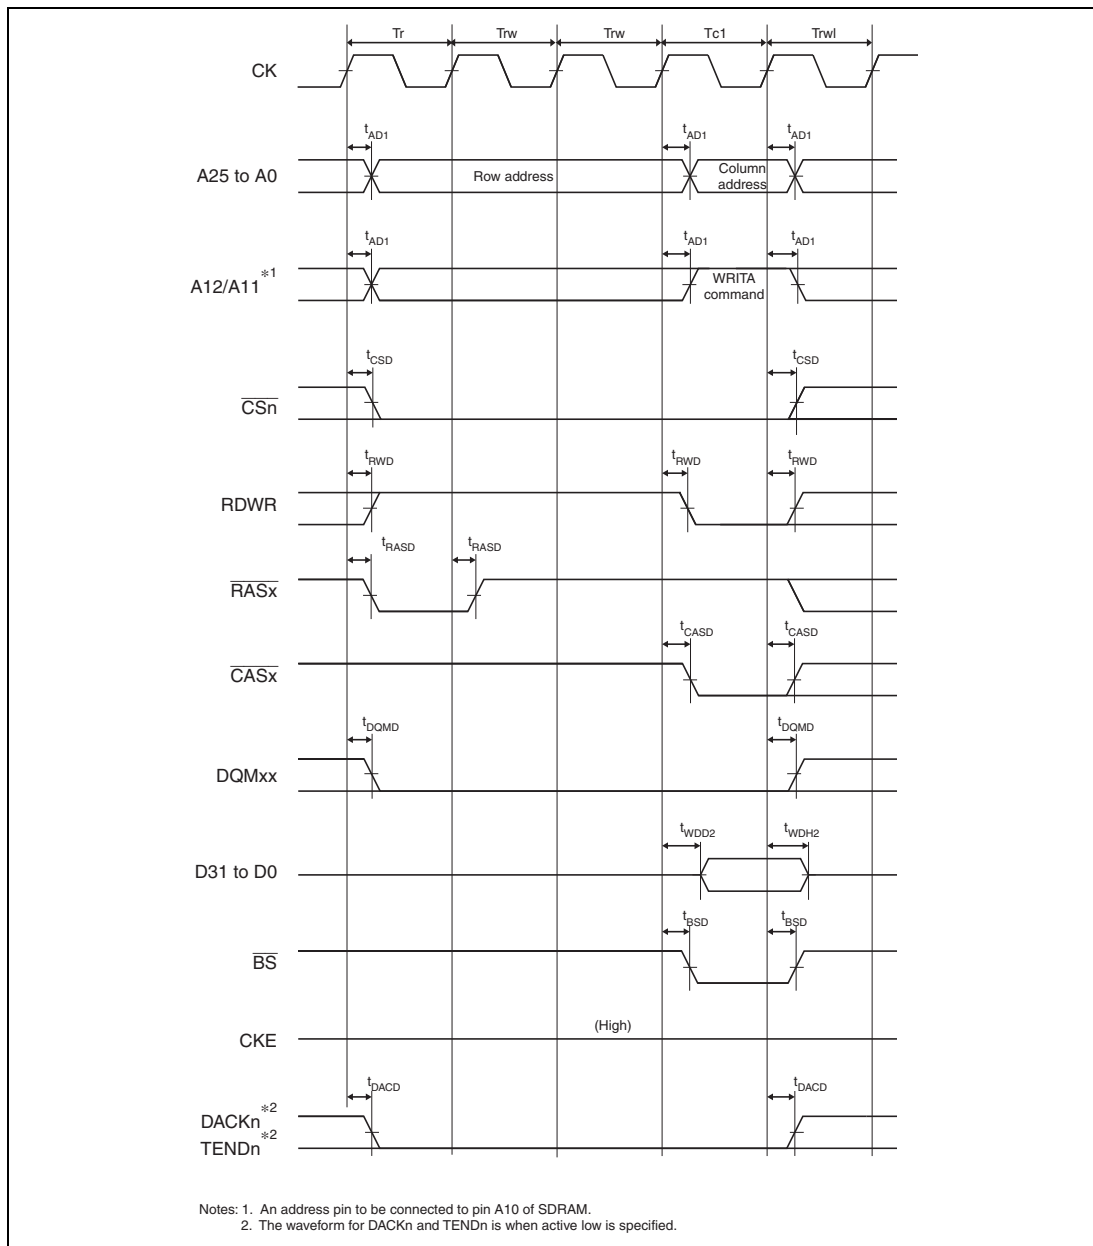 Tr Trw Trw Tc1 Trwl
CK
tAD1 tAD1 tAD1
A25 to A0 Row address Column address
tAD1 tAD1 tAD1
A12/A11*1 WRITA command
tCSD tCSD
CSn
tRWD tRWD tRWD
RDWR
tRASD tRASD
RASx
tCASD tCASD
CASx
tDQMD tDQMD
DQMxx
tWDD2 tWDH2
D31 to D0
tBSD tBSD
BS
(High)
CKE
tDACD tDACD
DACKn*2
TENDn*2
Notes: 1. An address pin to be connected to pin A10 of SDRAM.
2. The waveform for DACKn and TENDn is when active low is specified.